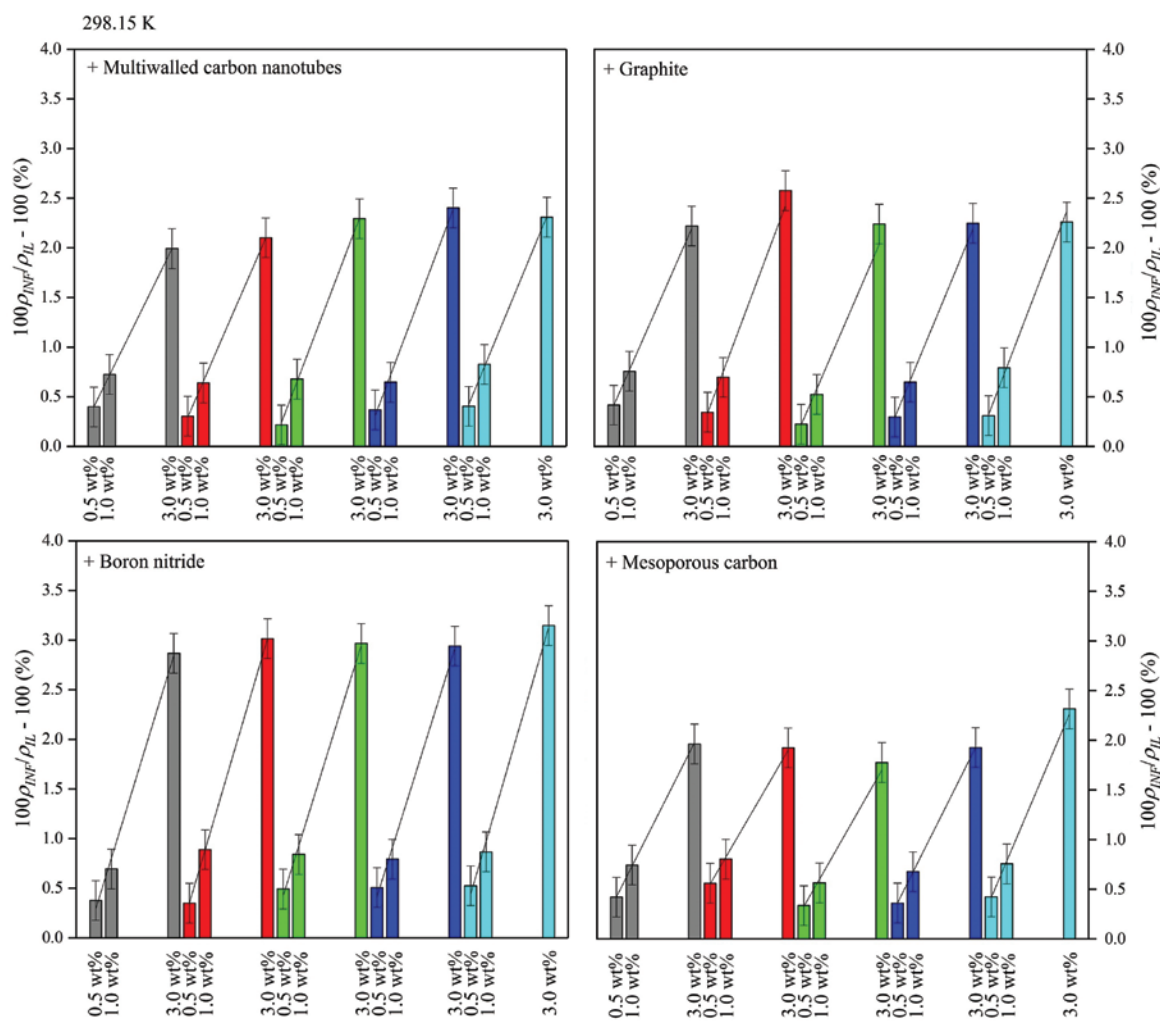 298.15 K
+ Multiwalled carbon nanotubes
100ρINF/ρIL - 100 (%)
4.0
3.5
3.0
2.5
2.0
1.5
1.0
0.5
0.0
0.5 wt%
1.0 wt%
3.0 wt%
0.5 wt%
1.0 wt%
3.0 wt%
0.5 wt%
1.0 wt%
3.0 wt%
0.5 wt%
1.0 wt%
3.0 wt%
0.5 wt%
1.0 wt%
3.0 wt%
+ Graphite
4.0
3.5
3.0
2.5
2.0
1.5
1.0
0.5
0.0
100ρINF/ρIL - 100 (%)
0.5 wt%
1.0 wt%
3.0 wt%
0.5 wt%
1.0 wt%
3.0 wt%
0.5 wt%
1.0 wt%
3.0 wt%
0.5 wt%
1.0 wt%
3.0 wt%
0.5 wt%
1.0 wt%
3.0 wt%
+ Boron nitride
100ρINF/ρIL - 100 (%)
4.0
3.5
3.0
2.5
2.0
1.5
1.0
0.5
0.0
0.5 wt%
1.0 wt%
3.0 wt%
0.5 wt%
1.0 wt%
3.0 wt%
0.5 wt%
1.0 wt%
3.0 wt%
0.5 wt%
1.0 wt%
3.0 wt%
0.5 wt%
1.0 wt%
3.0 wt%
+ Mesoporous carbon
4.0
3.5
3.0
2.5
2.0
1.5
1.0
0.5
0.0
100ρINF/ρIL - 100 (%)
0.5 wt%
1.0 wt%
3.0 wt%
0.5 wt%
1.0 wt%
3.0 wt%
0.5 wt%
1.0 wt%
3.0 wt%
0.5 wt%
1.0 wt%
3.0 wt%
0.5 wt%
1.0 wt%
3.0 wt%